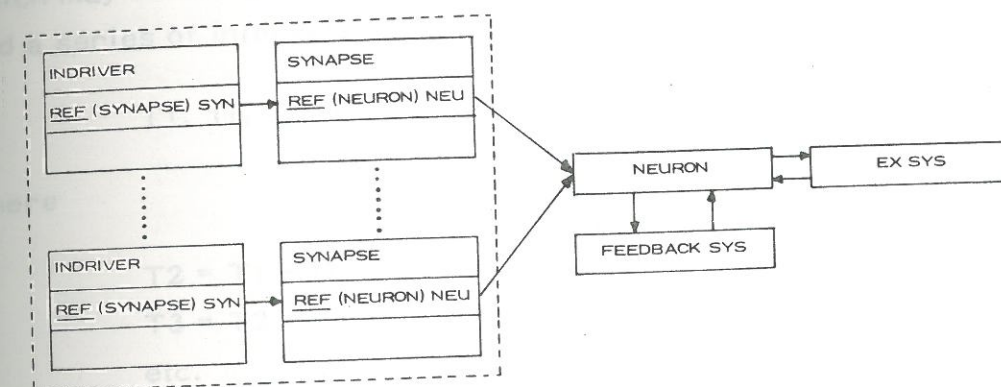 INDRIVER
REF (SYNAPSE) SYN
SYNAPSE
REF (NEURON) NEU
NEURON
EX SYS
FEEDBACK SYS
INDRIVER
REF (SYNAPSE) SYN
SYNAPSE
REF (NEURON) NEU
etc.